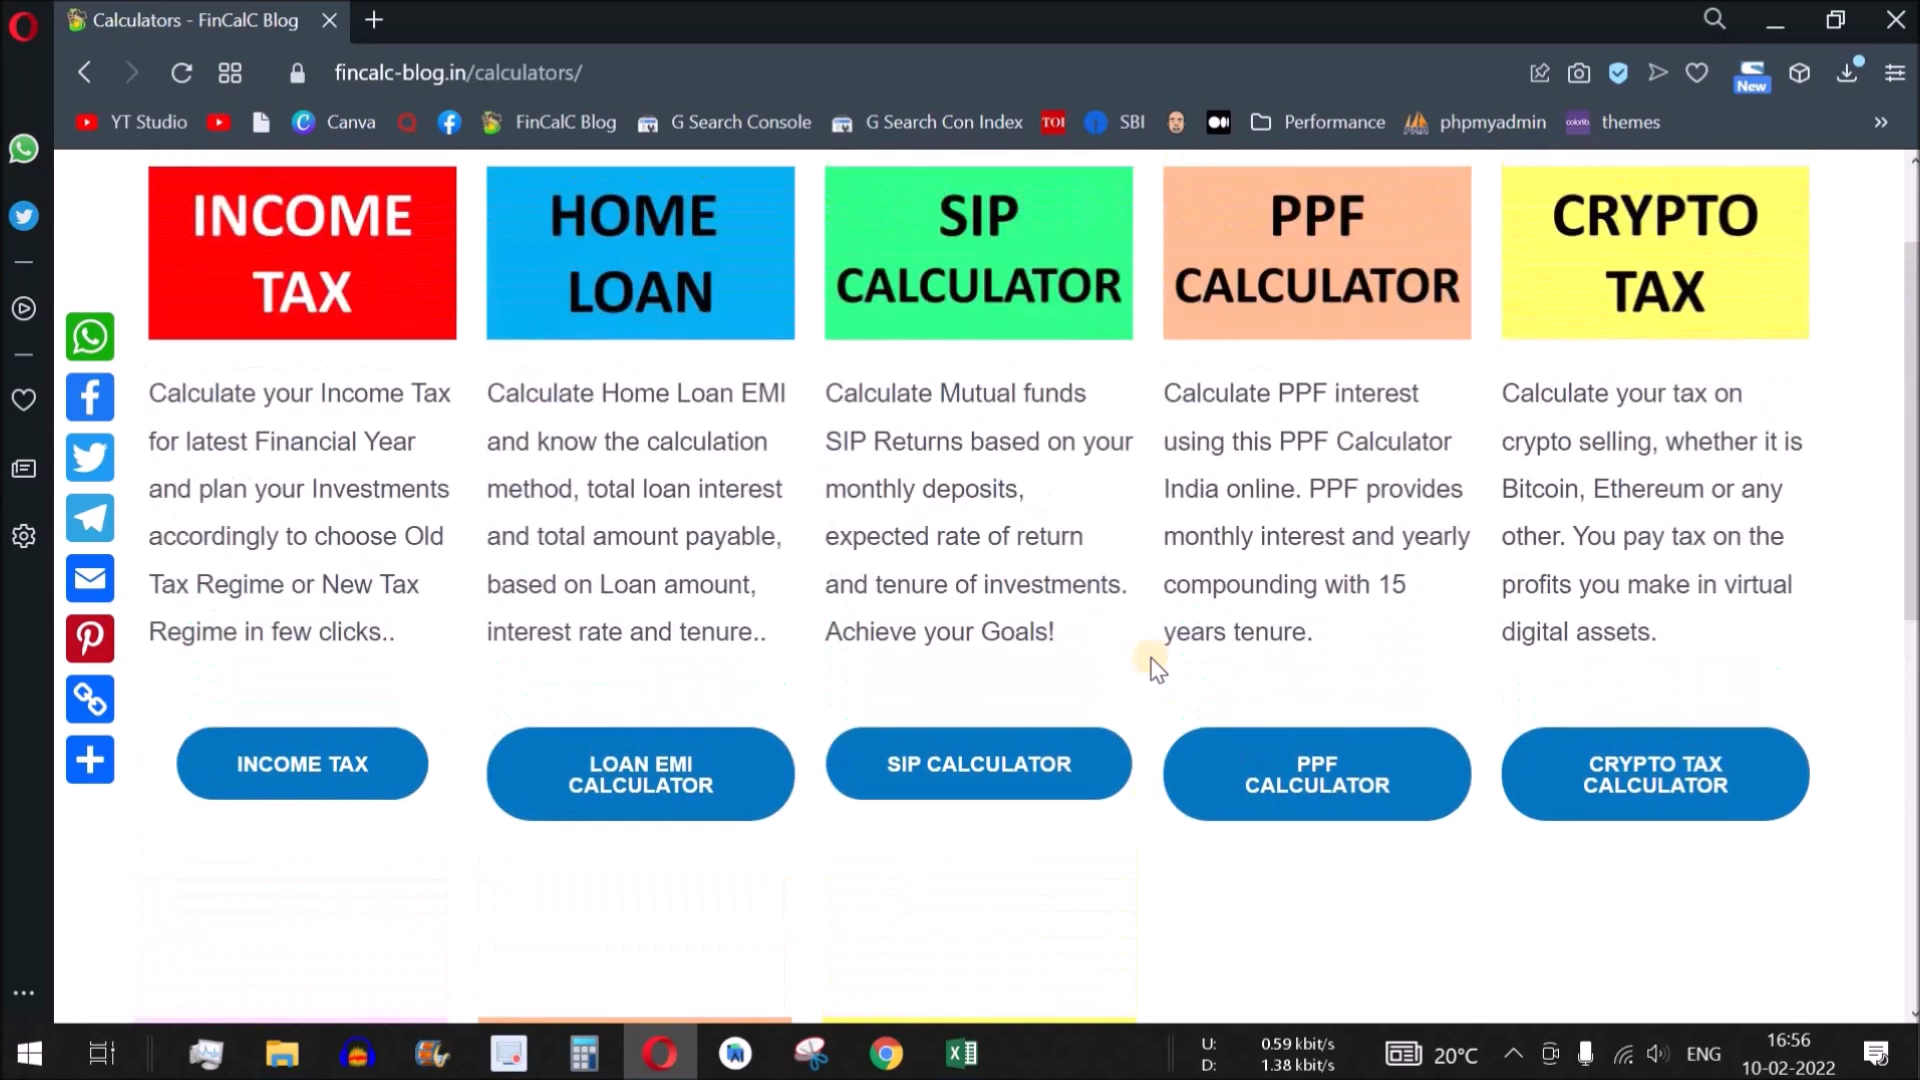 Calculators - FinCalC Blog
fincalc-blog.in/calculators/
New
YT Studio
Canva
FinCalC Blog
G Search Console
G Search Con Index
TOI
SBI
Performance
phpmyadmin
colorlib
themes
INCOME
TAX
HOME
LOAN
SIP
CALCULATOR
PPF
CALCULATOR
CRYPTO
TAX
Calculate your Income Tax
for latest Financial Year
and plan your Investments
accordingly to choose Old
Tax Regime or New Tax
Regime in few clicks..
Calculate Home Loan EMI
and know the calculation
method, total loan interest
and total amount payable,
based on Loan amount,
interest rate and tenure..
Calculate Mutual funds
SIP Returns based on your
monthly deposits,
expected rate of return
and tenure of investments.
Achieve your Goals!
Calculate PPF interest
using this PPF Calculator
India online. PPF provides
monthly interest and yearly
compounding with 15
years tenure.
Calculate your tax on
crypto selling, whether it is
Bitcoin, Ethereum or any
other. You pay tax on the
profits you make in virtual
digital assets.
INCOME TAX
LOAN EMI
CALCULATOR
SIP CALCULATOR
PPF
CALCULATOR
CRYPTO TAX
CALCULATOR
U: 0.59 kbit/s
D: 1.38 kbit/s
20°C
ENG
16:56
10-02-2022